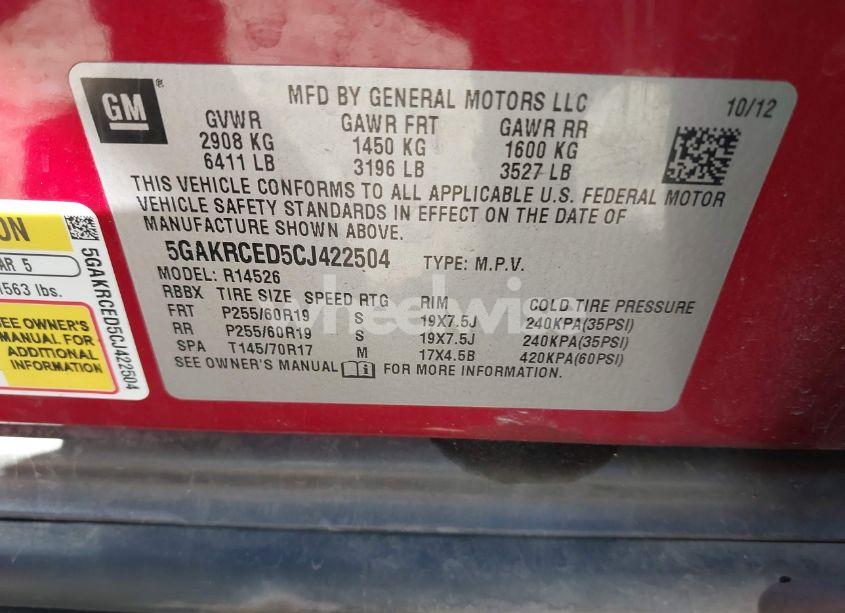 GM®
MFD BY GENERAL MOTORS LLC
10/12
GVWR GAWR FRT GAWR RR
2908 KG 1450 KG 1600 KG
6411 LB 3196 LB 3527 LB
THIS VEHICLE CONFORMS TO ALL APPLICABLE U.S. FEDERAL MOTOR
VEHICLE SAFETY STANDARDS IN EFFECT ON THE DATE OF
MANUFACTURE SHOWN ABOVE.
5GAKRCED5CJ422504 TYPE: M.P.V.
MODEL: R14526
RBBX TIRE SIZE SPEED RTG RIM COLD TIRE PRESSURE
FRT P255/60R19 S 19X7.5J 240KPA(35PSI)
RR P255/60R19 S 19X7.5J 240KPA(35PSI)
SPA T145/70R17 M 17X4.5B 420KPA(60PSI)
SEE OWNER'S MANUAL FOR MORE INFORMATION.
ON
AR 5
1563 lbs.
SEE OWNER'S
MANUAL FOR
ADDITIONAL
INFORMATION
5GAKRCED5CJ422504
wheelwise